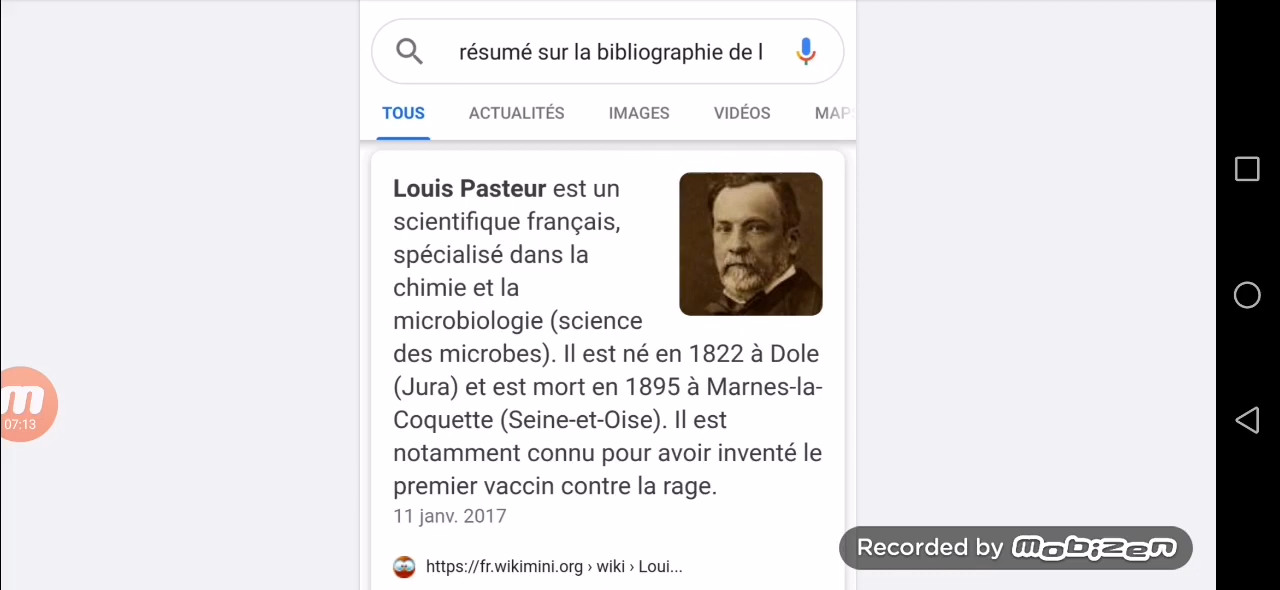 résumé sur la bibliographie de l
TOUS ACTUALITÉS IMAGES VIDÉOS MAPS
Louis Pasteur est un
scientifique français,
spécialisé dans la
chimie et la
microbiologie (science
des microbes). Il est né en 1822 à Dole
(Jura) et est mort en 1895 à Marnes-la-
Coquette (Seine-et-Oise). Il est
notamment connu pour avoir inventé le
premier vaccin contre la rage.
11 janv. 2017
https://fr.wikimini.org › wiki › Loui...
m
07:13
Recorded by mobizen